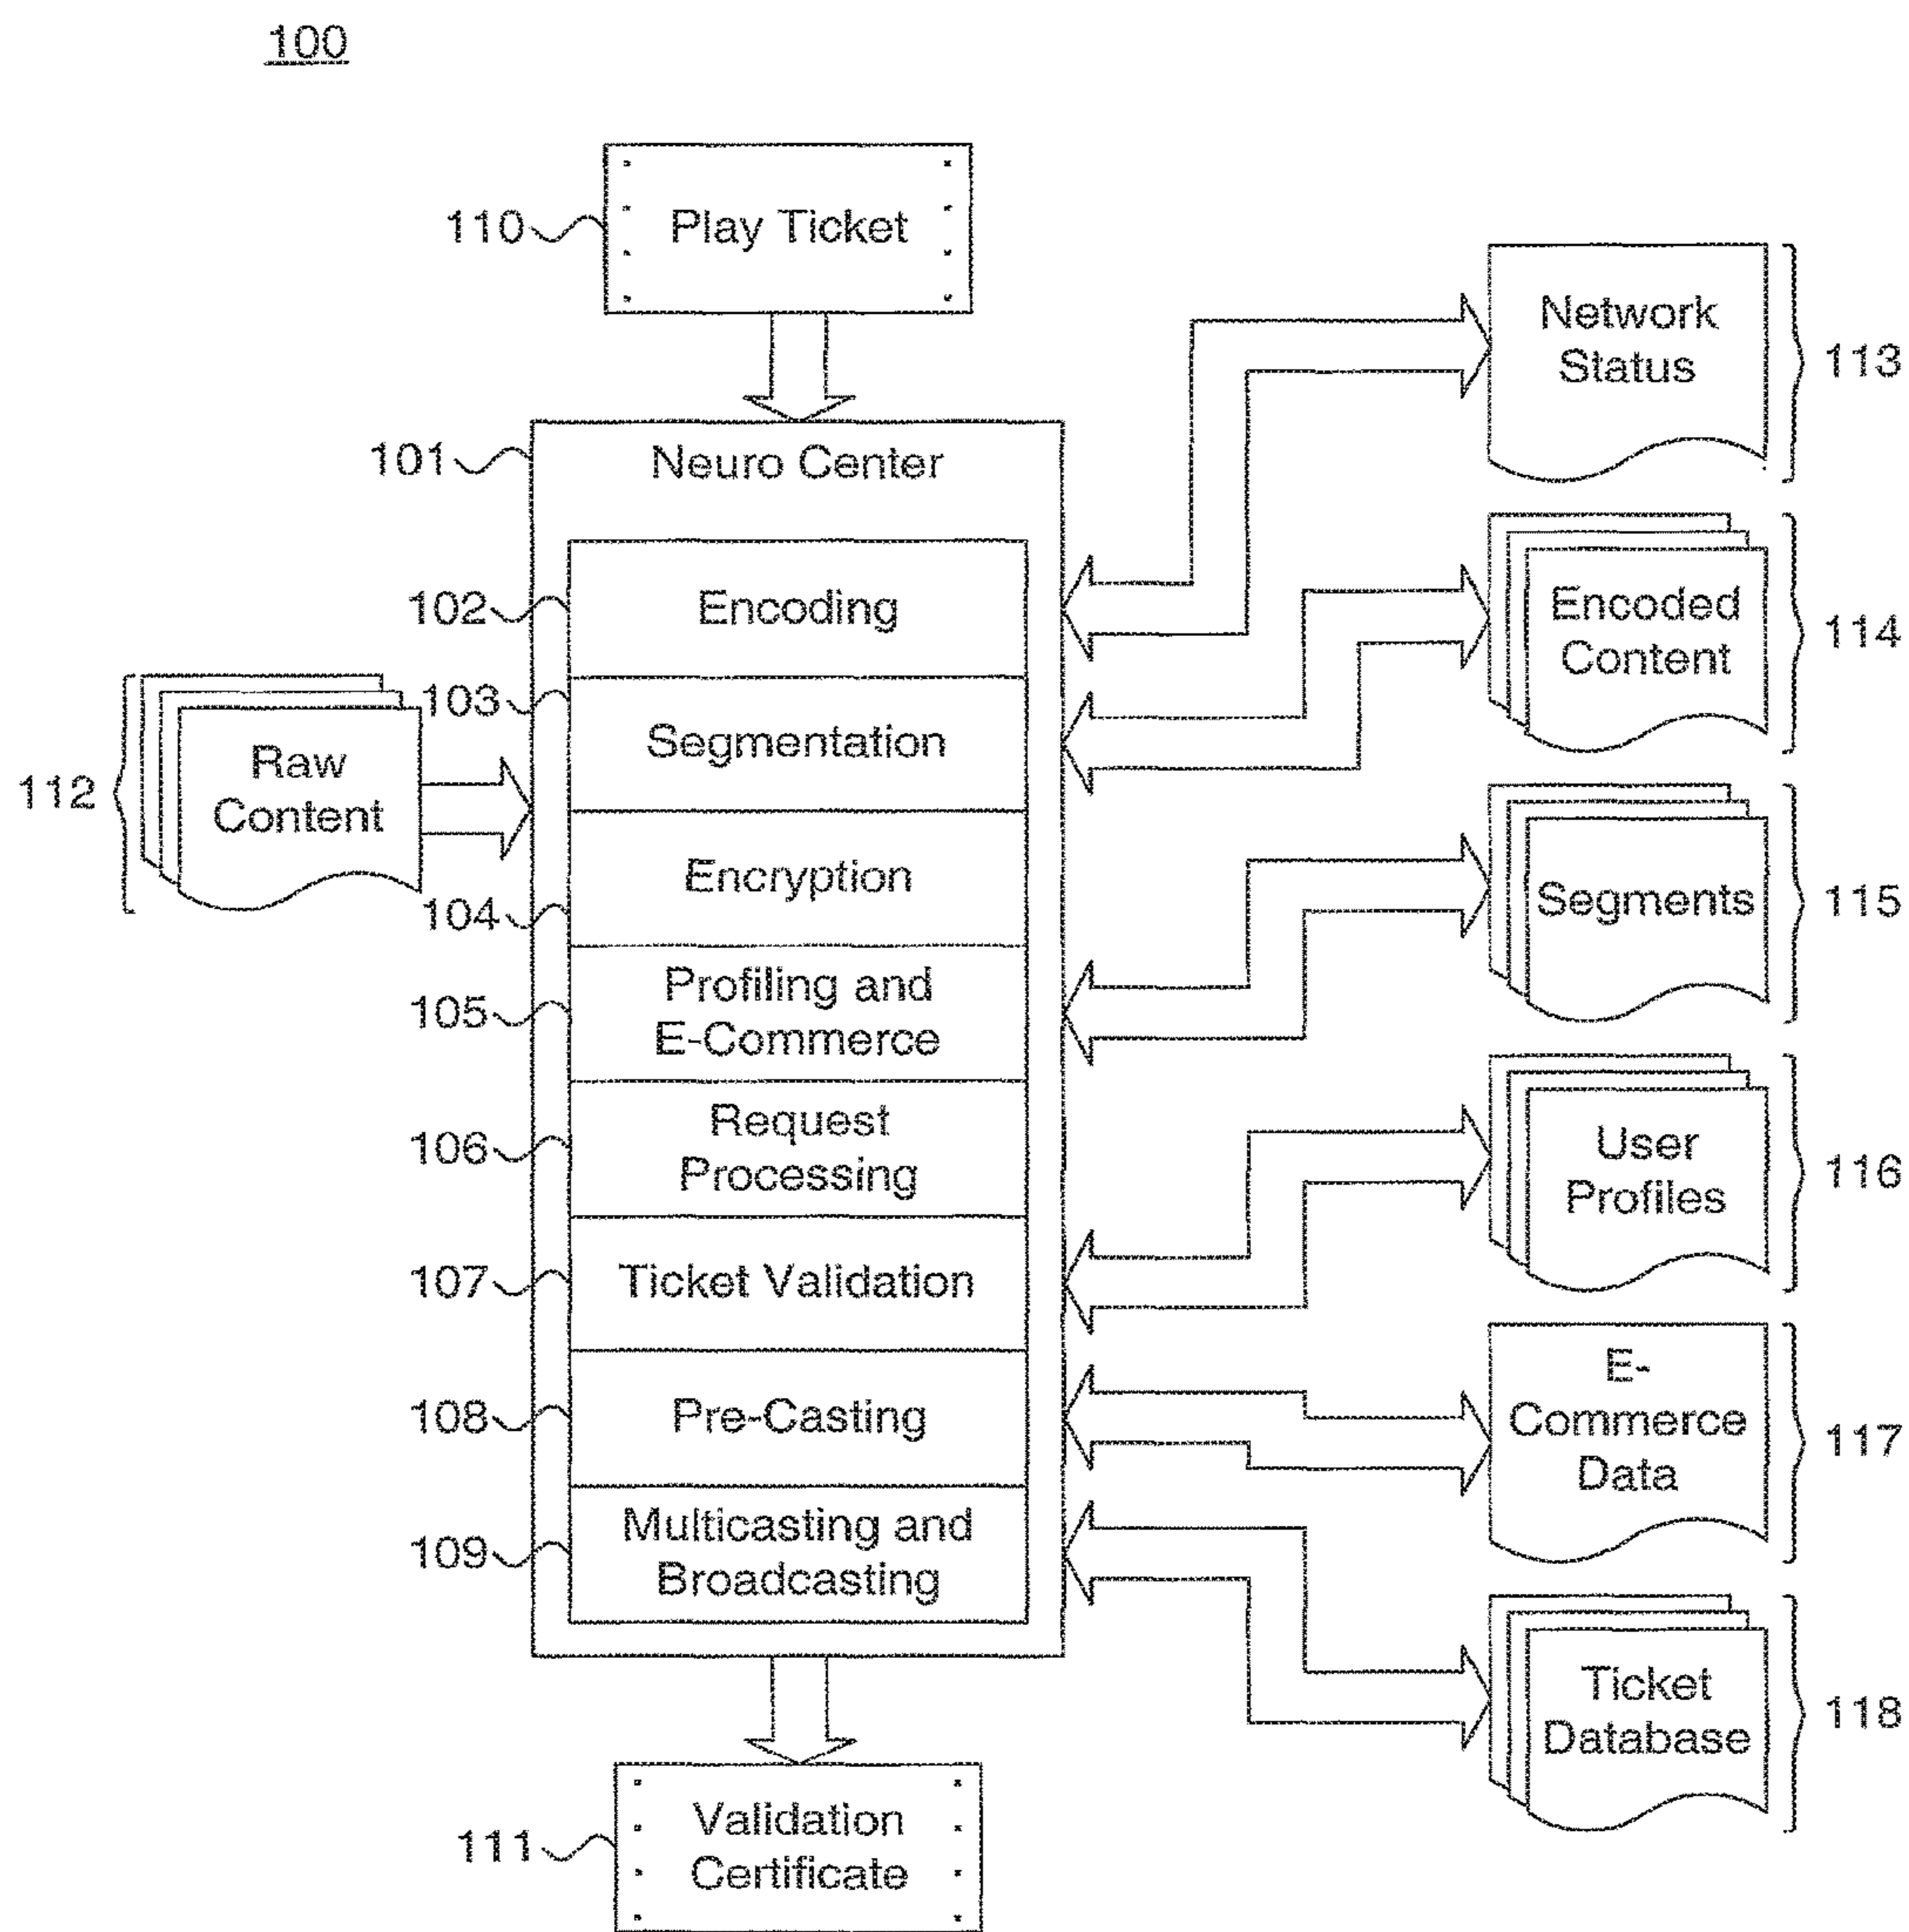 100
110
Play Ticket
101
Neuro Center
102
Encoding
103
Segmentation
104
Encryption
105
Profiling and
E-Commerce
106
Request
Processing
107
Ticket Validation
108
Pre-Casting
109
Multicasting and
Broadcasting
112
Raw
Content
111
Validation
Certificate
Network
Status
113
Encoded
Content
114
Segments
115
User
Profiles
116
E-
Commerce
Data
117
Ticket
Database
118